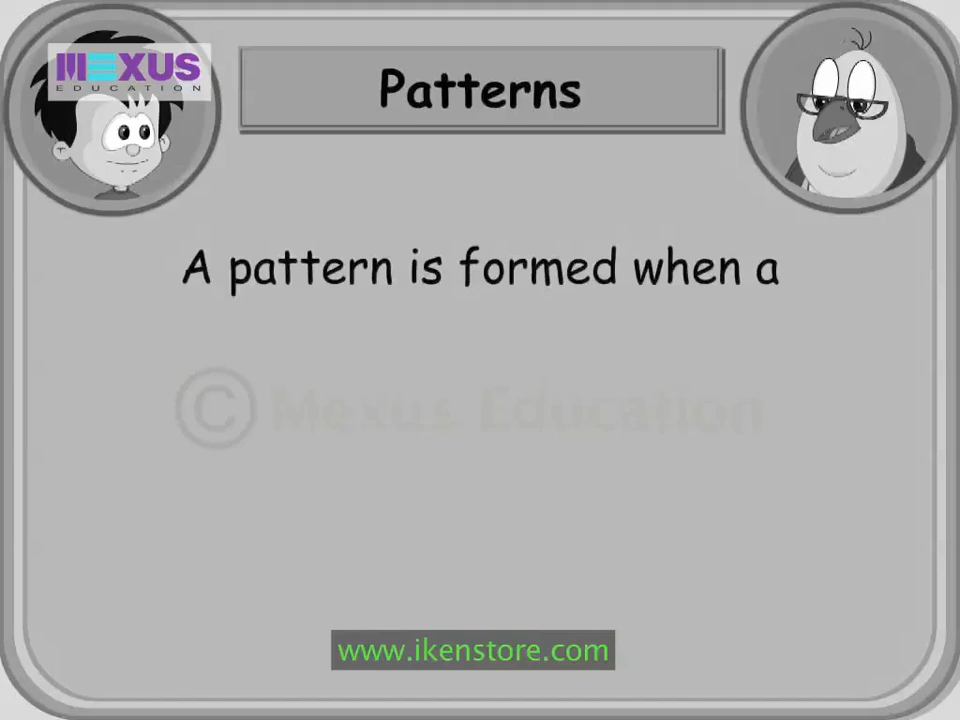 MEXUS
EDUCATION
Patterns
A pattern is formed when a
© Mexus Education
www.ikenstore.com